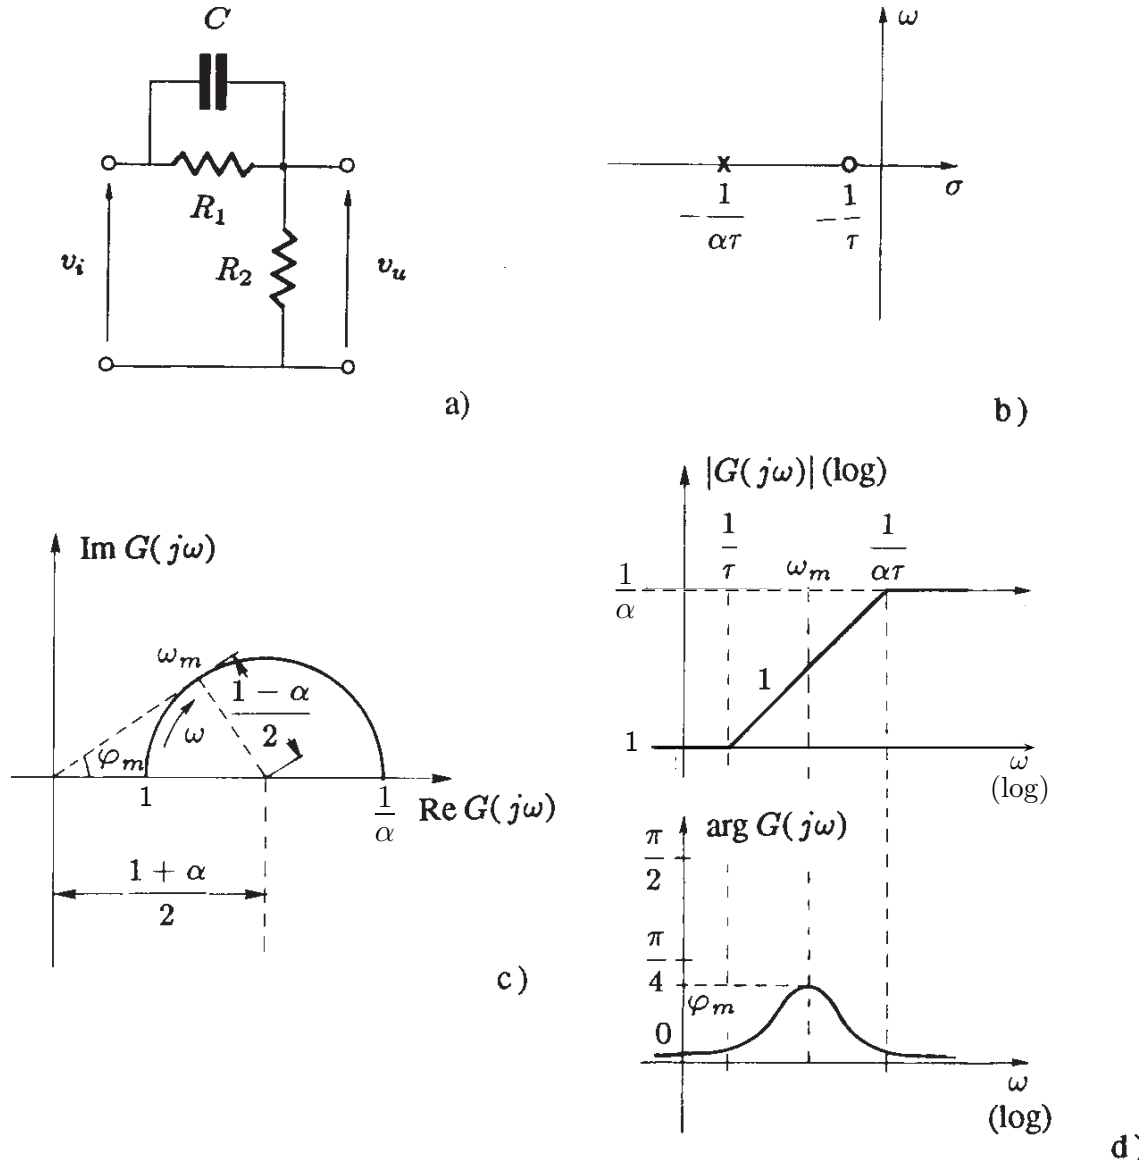 C
R₁
R₂
vᵢ
vᵤ
a)
ω
σ
−1/ατ
−1/τ
b)
Im G(jω)
ωₘ
1 − α
2
ω
φₘ
1
1/α
Re G(jω)
1 + α
2
c)
|G(jω)| (log)
1/τ
ωₘ
1/ατ
1/α
1
1
ω
(log)
arg G(jω)
π/2
π/4
φₘ
0
ω
(log)
d)